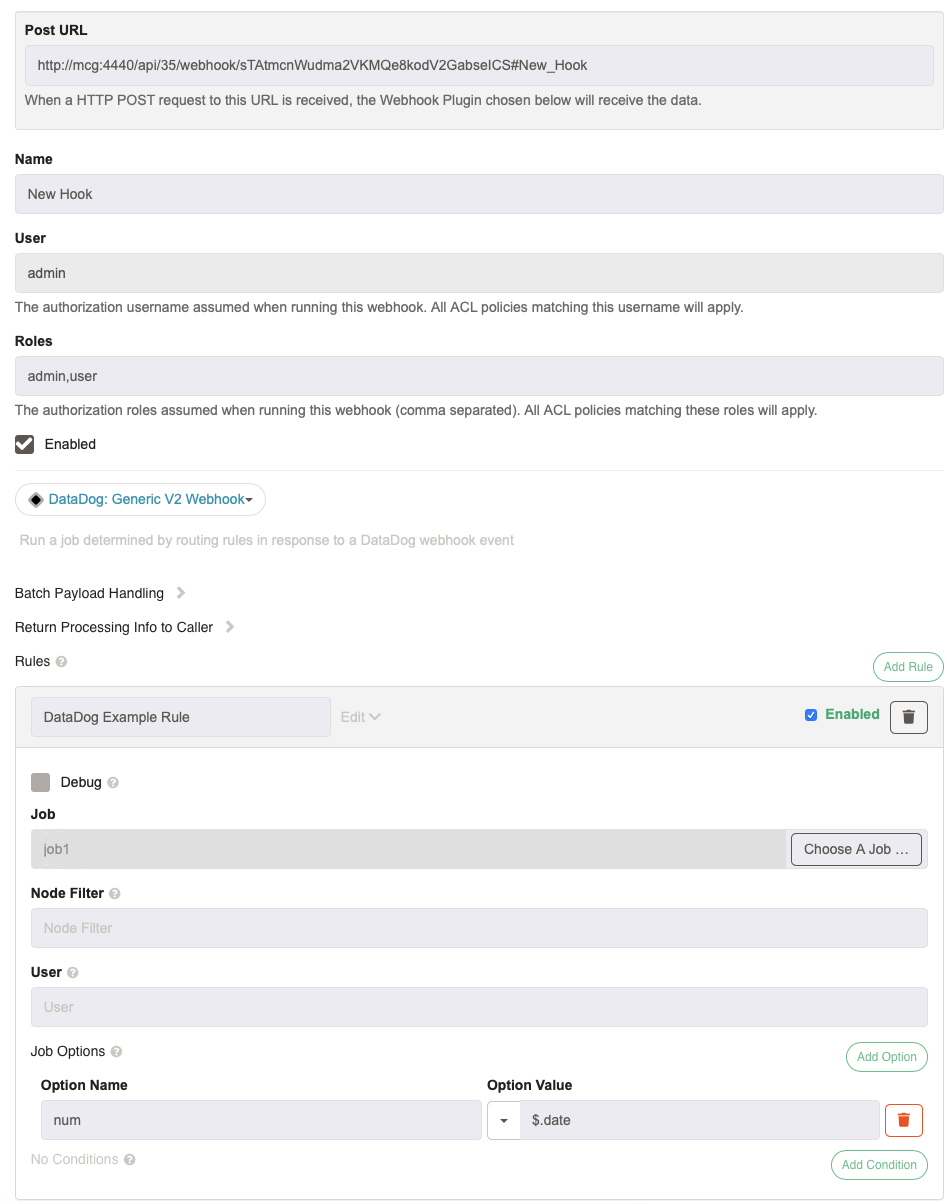 Post URL
http://mcg:4440/api/35/webhook/sTAtmcnWudma2VKMQe8kodV2GabseICS#New_Hook
When a HTTP POST request to this URL is received, the Webhook Plugin chosen below will receive the data.
Name
New Hook
User
admin
The authorization username assumed when running this webhook. All ACL policies matching this username will apply.
Roles
admin,user
The authorization roles assumed when running this webhook (comma separated). All ACL policies matching these roles will apply.
Enabled
DataDog: Generic V2 Webhook
Run a job determined by routing rules in response to a DataDog webhook event
Batch Payload Handling
Return Processing Info to Caller
Rules
Add Rule
DataDog Example Rule Edit Enabled
Debug
Job
job1 Choose A Job ...
Node Filter
Node Filter
User
User
Job Options
Add Option
Option Name Option Value
num $.date
No Conditions
Add Condition